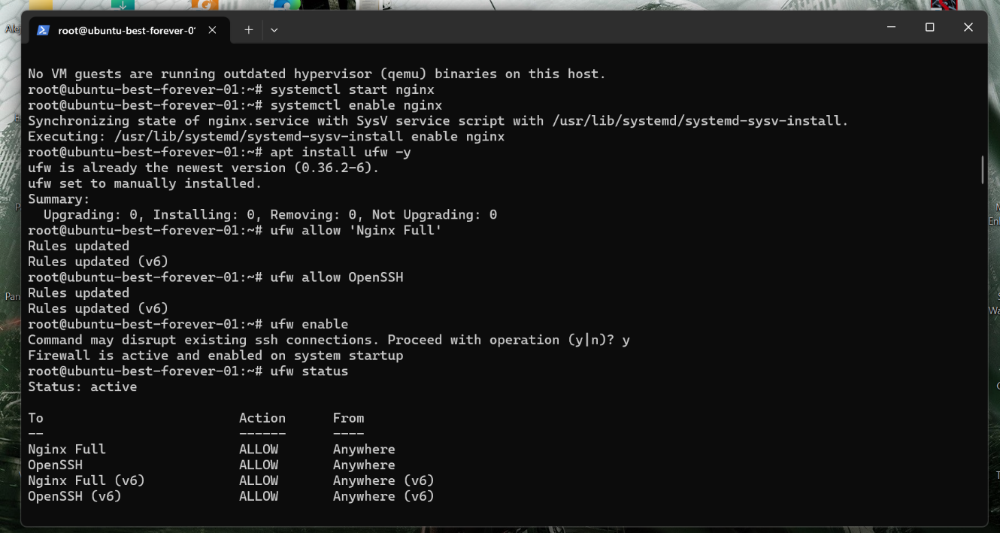 root@ubuntu-best-forever-01
No VM guests are running outdated hypervisor (qemu) binaries on this host.
root@ubuntu-best-forever-01:~# systemctl start nginx
root@ubuntu-best-forever-01:~# systemctl enable nginx
Synchronizing state of nginx.service with SysV service script with /usr/lib/systemd/systemd-sysv-install.
Executing: /usr/lib/systemd/systemd-sysv-install enable nginx
root@ubuntu-best-forever-01:~# apt install ufw -y
ufw is already the newest version (0.36.2-6).
ufw set to manually installed.
Summary:
  Upgrading: 0, Installing: 0, Removing: 0, Not Upgrading: 0
root@ubuntu-best-forever-01:~# ufw allow 'Nginx Full'
Rules updated
Rules updated (v6)
root@ubuntu-best-forever-01:~# ufw allow OpenSSH
Rules updated
Rules updated (v6)
root@ubuntu-best-forever-01:~# ufw enable
Command may disrupt existing ssh connections. Proceed with operation (y|n)? y
Firewall is active and enabled on system startup
root@ubuntu-best-forever-01:~# ufw status
Status: active
To                         Action      From
--                         ------      ----
Nginx Full                 ALLOW       Anywhere
OpenSSH                    ALLOW       Anywhere
Nginx Full (v6)            ALLOW       Anywhere (v6)
OpenSSH (v6)               ALLOW       Anywhere (v6)